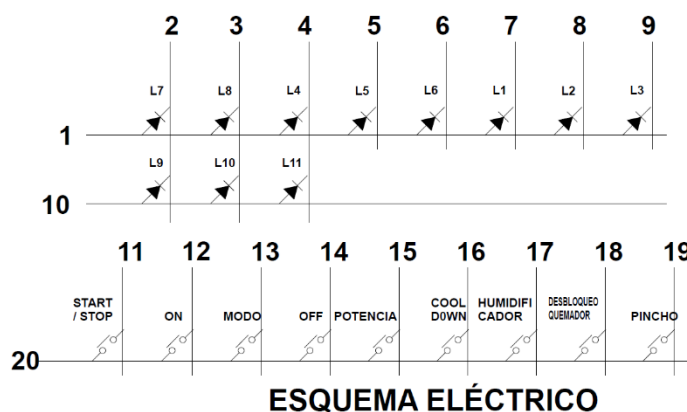 2 3 4 5 6 7 8 9
L7 L8 L4 L5 L6 L1 L2 L3
1
L9 L10 L11
10
11 12 13 14 15 16 17 18 19
START COOL HUMIDIFI DESBLOQUEO
/ STOP ON MODO OFF POTENCIA D0WN CADOR QUEMADOR PINCHO
20
ESQUEMA ELÉCTRICO